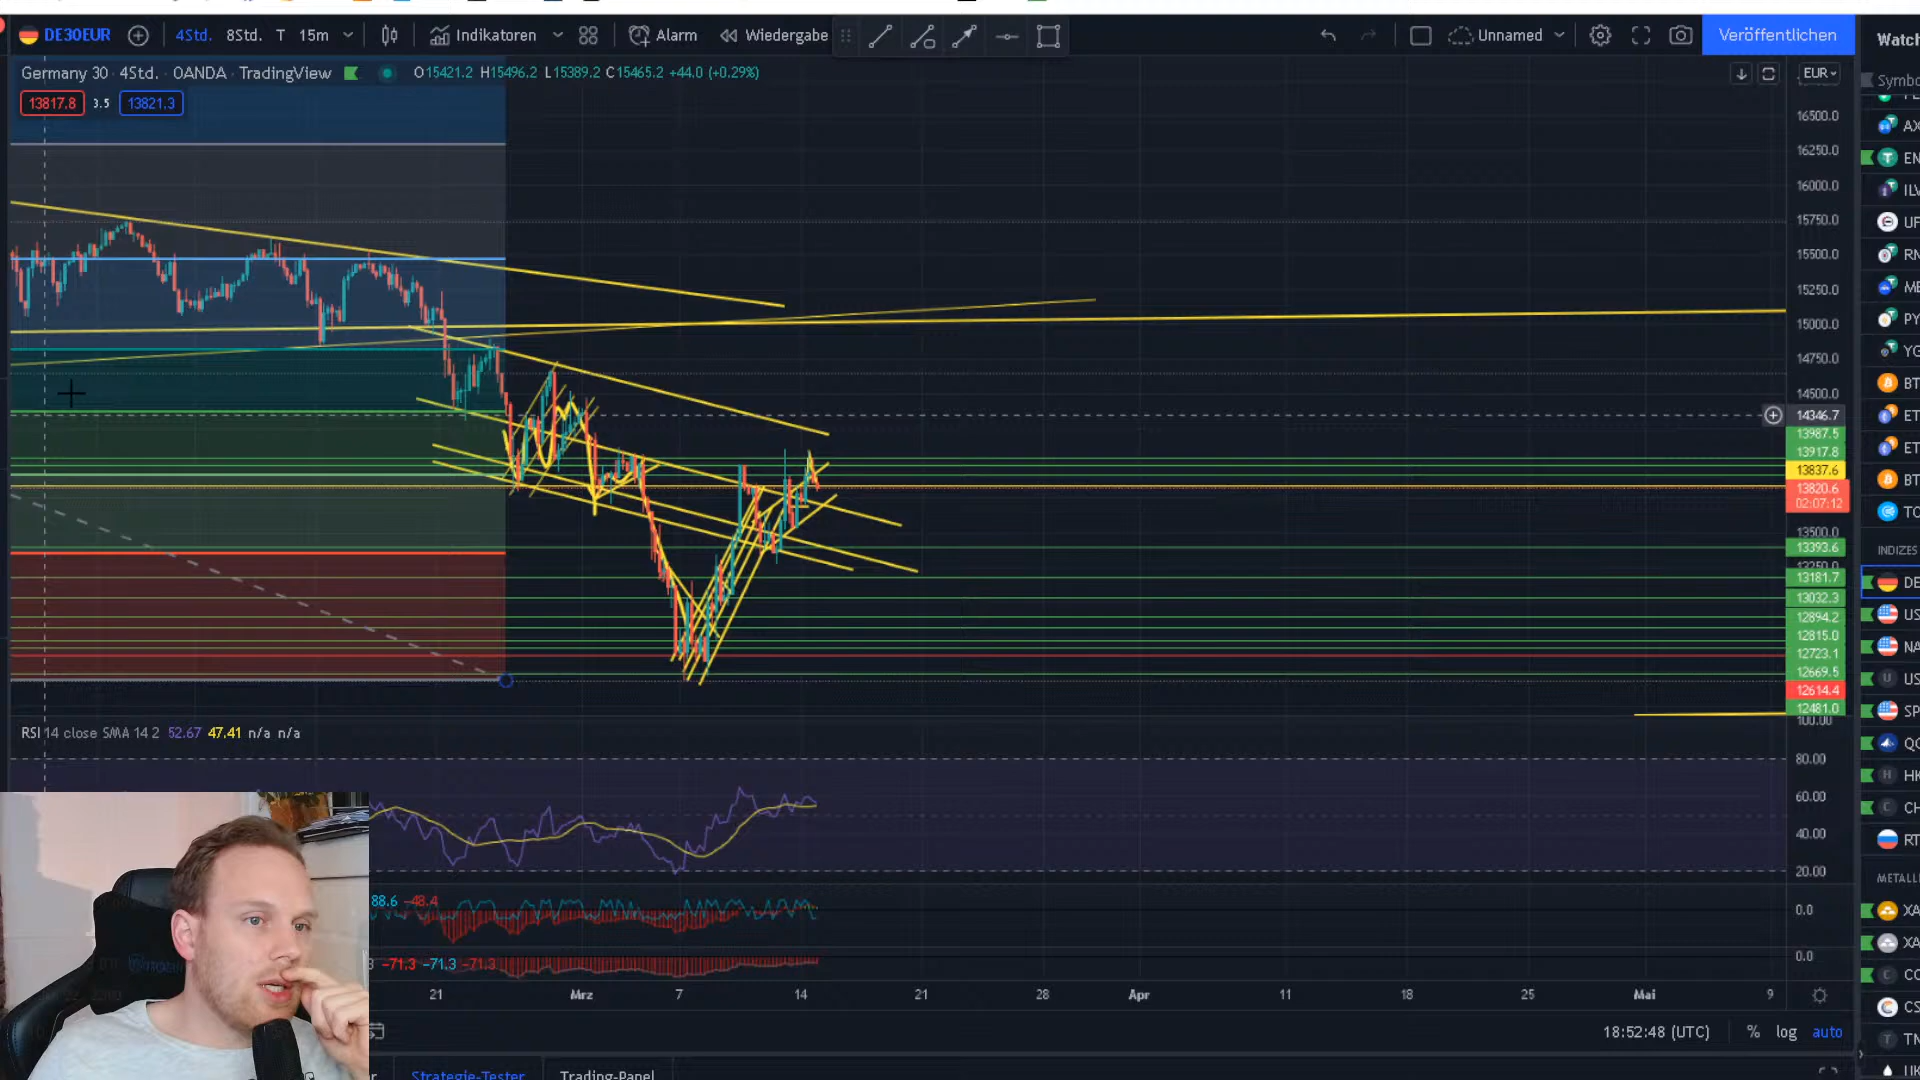 DE30EUR 4Std. 8Std. T 15m Indikatoren Alarm Wiedergabe Unnamed Veröffentlichen Watch
Germany 30 · 4Std. · OANDA · TradingView O15421.2 H15496.2 L15389.2 C15465.2 +44.0 (+0.29%) EUR
Symbo
13817.8 3.5 13821.3
16500.0
16250.0
16000.0
15750.0
15500.0
15250.0
15000.0
14750.0
14500.0
14346.7
13987.5
13917.8
13837.6
13820.6
02:07:12
13500.0
13393.6
13250.0
13181.7
13032.3
12894.2
12815.0
12723.1
12669.5
12614.4
12481.0
100.00
RSI 14 close SMA 14 2 52.67 47.41 n/a n/a
80.00
60.00
40.00
20.00
88.6 -48.4
0.0
-71.3 -71.3 -71.3
0.0
21 Mrz 7 14 21 28 Apr 11 18 25 Mai 9
18:52:48 (UTC) % log auto
Strategie-Tester Trading-Panel
AX
EN
ILV
UF
RN
ME
PY
YG
BT
ET
ET
BT
TO
INDIZES
DE
US
NA
US
SP
QO
HK
CH
RT
METALL
XA
XA
CO
CS
TN
UK